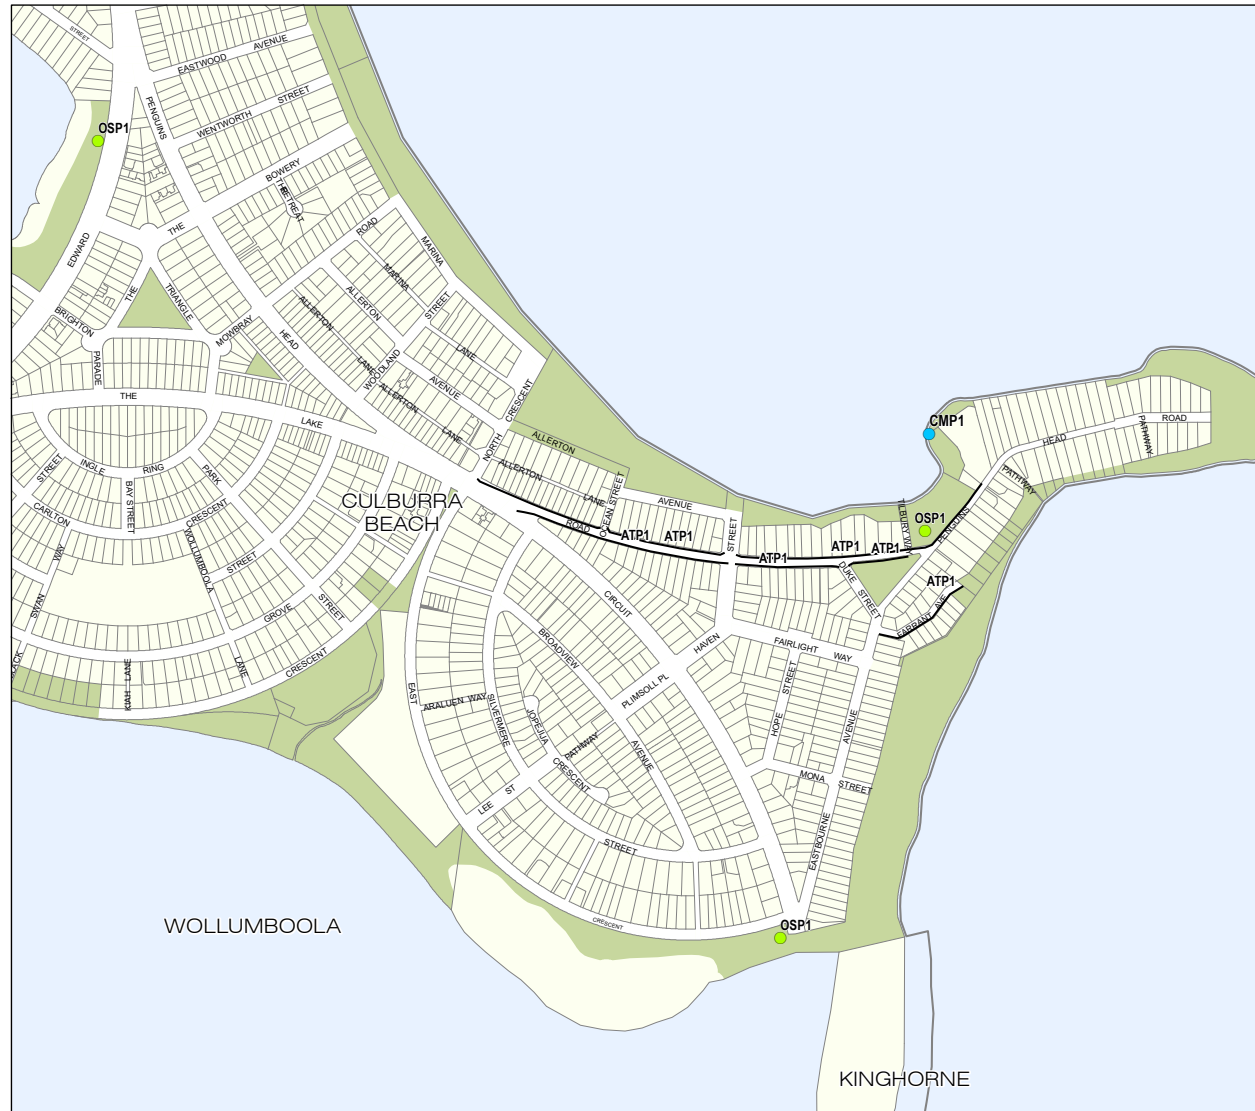 STREET
EASTWOOD AVENUE
PENGUINS
WENTWORTH STREET
OSP1
BOWERY
THE
RETREAT
THE
ROAD
MARINA
EDWARD
MARINA
THE
TRIANGLE
ALLERTON
ALLERTON
STREET
BRIGHTON
MOWBRAY
HEAD
LANE
PARADE
LANE
WOODLAND
AVENUE
THE
ALLERTON
CRESCENT
CMP1
ROAD
LAKE
LANE
NORTH
ALLERTON
HEAD
PATHWAY
STREET
INGLE
RING
PARK
ALLERTON
PATHWAY
BAY STREET
LANE
OCEAN STREET
AVENUE
CULBURRA
BEACH
CARLTON
CRESCENT
ROAD
TILBURY WAY
OSP1
PENGUINS
ATP1
ATP1
STREET
ATP1
ATP1
ATP1
WAY
WOLLUMBOOLA
STREET
DUKE
STREET
ATP1
SWAN
GROVE
STREET
CIRCUIT
FARRANT AVE
BROADVIEW
HAVEN
FAIRLIGHT WAY
LANE
CRESCENT
KIAH LANE
EAST
STREET
PLIMSOLL PL
ARALUEN WAY
SILVERMERE
JOPEJIJA
HOPE
AVENUE
PATHWAY
AVENUE
CRESCENT
MONA STREET
LEE ST
STREET
EASTBOURNE
CRESCENT
OSP1
WOLLUMBOOLA
KINGHORNE